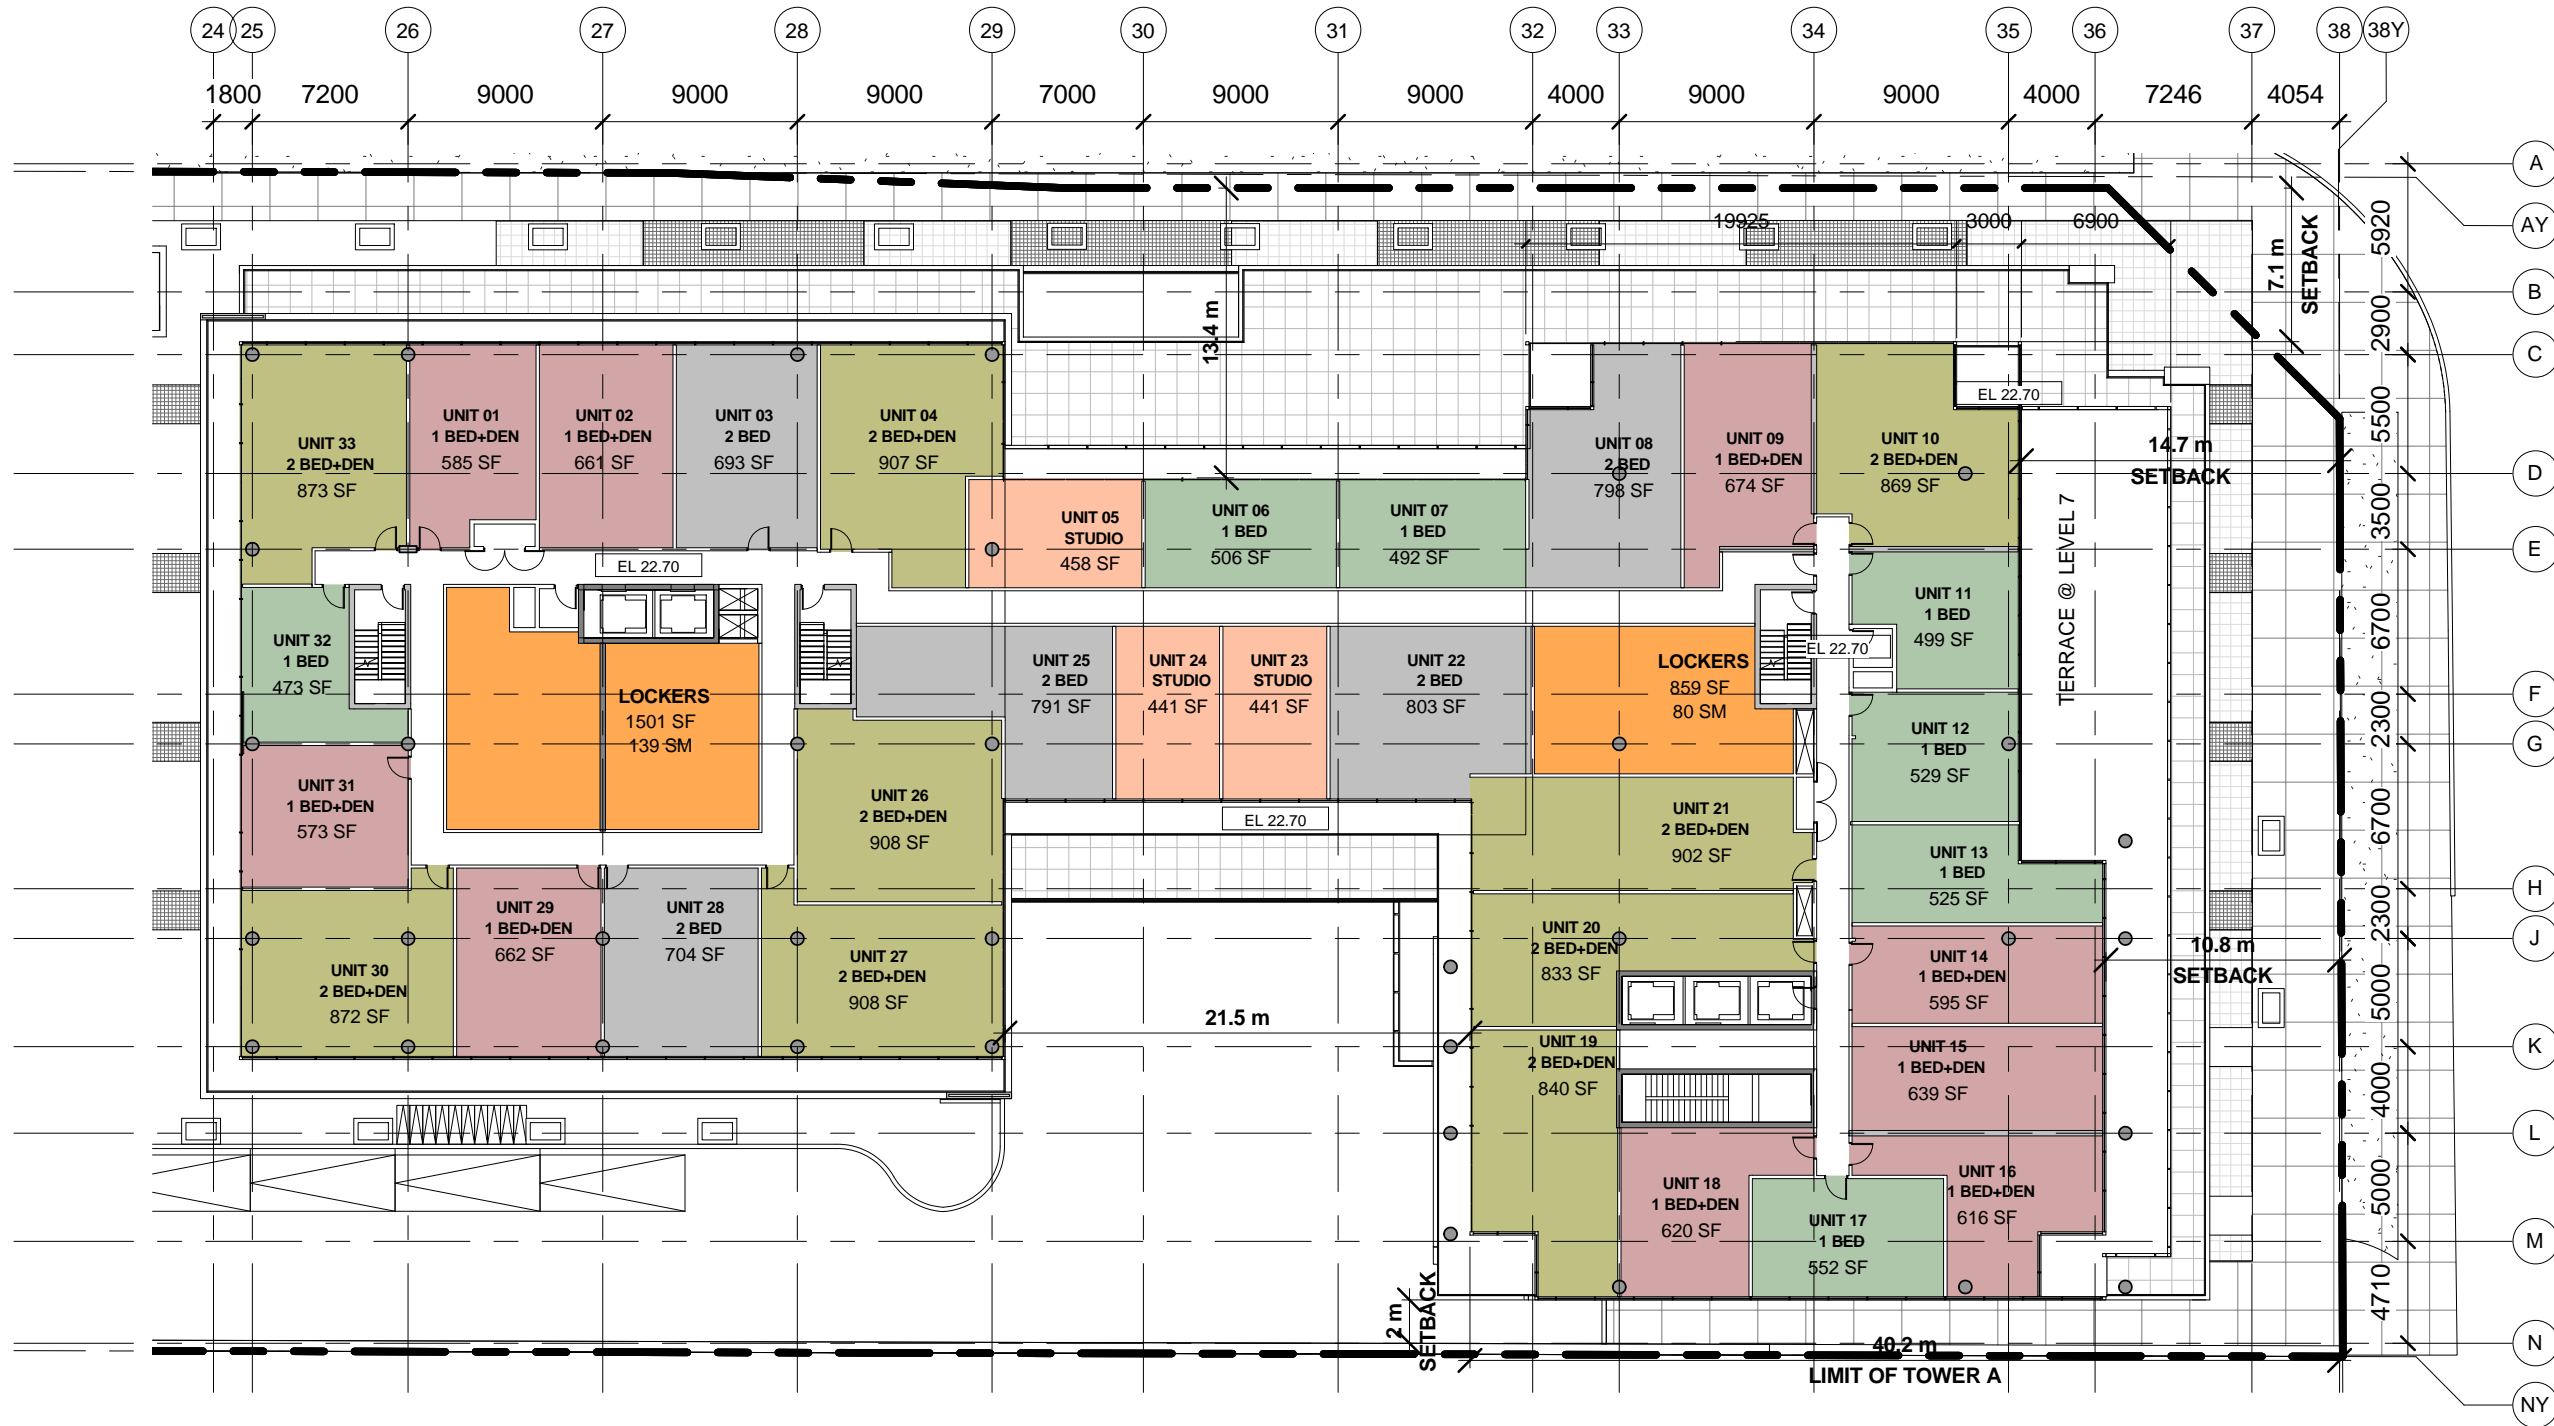 24 25 26 27 28 29 30 31 32 33 34 35 36 37 38 38Y
1800 7200 9000 9000 9000 7000 9000 9000 4000 9000 9000 4000 7246 4054
A
AY
B
C
D
E
F
G
H
J
K
L
M
N
NY
5920
2900
5500
3500
6700
2300
6700
2300
5000
4000
5000
4710
19925 3000 6900
7.1 m
SETBACK
13.4 m
14.7 m
SETBACK
10.8 m
SETBACK
21.5 m
2 m
SETBACK
40.2 m
LIMIT OF TOWER A
TERRACE @ LEVEL 7
EL 22.70
EL 22.70
EL 22.70
EL 22.70
UNIT 33
2 BED+DEN
873 SF
UNIT 01
1 BED+DEN
585 SF
UNIT 02
1 BED+DEN
661 SF
UNIT 03
2 BED
693 SF
UNIT 04
2 BED+DEN
907 SF
UNIT 05
STUDIO
458 SF
UNIT 06
1 BED
506 SF
UNIT 07
1 BED
492 SF
UNIT 08
2 BED
798 SF
UNIT 09
1 BED+DEN
674 SF
UNIT 10
2 BED+DEN
869 SF
UNIT 11
1 BED
499 SF
UNIT 12
1 BED
529 SF
UNIT 13
1 BED
525 SF
UNIT 14
1 BED+DEN
595 SF
UNIT 15
1 BED+DEN
639 SF
UNIT 16
1 BED+DEN
616 SF
UNIT 17
1 BED
552 SF
UNIT 18
1 BED+DEN
620 SF
UNIT 19
2 BED+DEN
840 SF
UNIT 20
2 BED+DEN
833 SF
UNIT 21
2 BED+DEN
902 SF
LOCKERS
859 SF
80 SM
UNIT 22
2 BED
803 SF
UNIT 23
STUDIO
441 SF
UNIT 24
STUDIO
441 SF
UNIT 25
2 BED
791 SF
UNIT 26
2 BED+DEN
908 SF
UNIT 27
2 BED+DEN
908 SF
UNIT 28
2 BED
704 SF
UNIT 29
1 BED+DEN
662 SF
UNIT 30
2 BED+DEN
872 SF
UNIT 31
1 BED+DEN
573 SF
UNIT 32
1 BED
473 SF
LOCKERS
1501 SF
139 SM